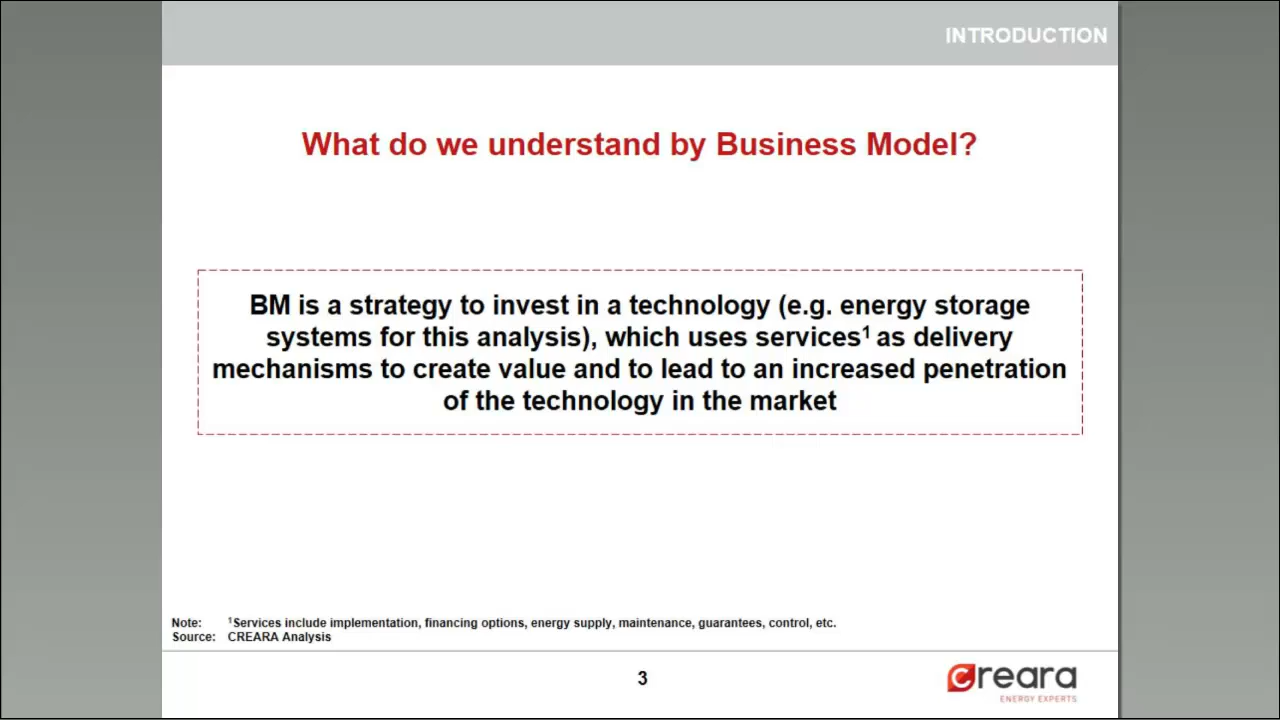 INTRODUCTION
What do we understand by Business Model?
BM is a strategy to invest in a technology (e.g. energy storage
systems for this analysis), which uses services¹ as delivery
mechanisms to create value and to lead to an increased penetration
of the technology in the market
Note: ¹Services include implementation, financing options, energy supply, maintenance, guarantees, control, etc.
Source: CREARA Analysis
3
creara
ENERGY EXPERTS